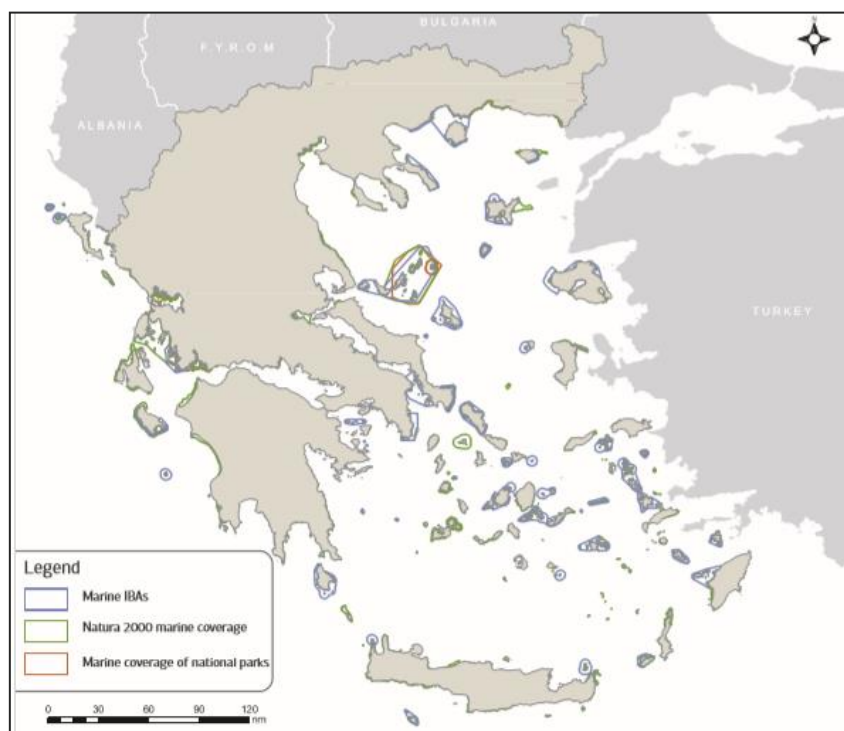 BULGARIA
N
F.Y.R.O.M
ALBANIA
TURKEY
Legend
Marine IBAs
Natura 2000 marine coverage
Marine coverage of national parks
0 30 60 90 120
nm